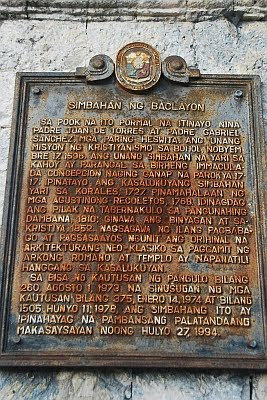 SIMBAHAN NG BACLAYON
SA POOK NA ITO PORMAL NA ITINAYO NINA
PADRE JUAN DE TORRES AT PADRE GABRIEL
SANCHEZ, MGA PARING HESWITA, ANG UNANG
MISYON NG KRISTIYANISMO SA BOHOL, NOBYEM-
BRE 17, 1596. ANG UNANG SIMBAHAN NA YARI SA
KAHOY AY PARANGAL SA BIRHENG IMMACULA-
DA CONCEPCION NAGING GANAP NA PAROKYA,
1717. PINATAYO ANG KASALUKUYANG SIMBAHAN
YARI SA KORALES, 1727. PINAMAHALAAN NG
MGA AGUSTINONG RECOLETOS, 1768. IDINAGDAG
ANG PILAK NA TABERNAKULO SA PANGUNAHING
DAMBANA, 1810. GINAWA ANG BINYAGAN AT SA-
KRISTIYA, 1852. NAGSAGAWA NG ILANG PAGBABA-
GO AT PAGSASAAYOS NGUNIT ANG ORIHINAL NA
ARKITEKTURANG NEO KLASIKO SA PAGGAMIT NG
ARKONG ROMANO AT TEMPLO AY NAPANATILI
HANGGANG SA KASALUKUYAN.
SA BISA NG KAUTUSAN NG PANGULO BILANG
260, AGOSTO 1, 1973 NA SINUSUGAN NG MGA
KAUTUSAN BILANG 375, ENERO 14, 1974 AT BILANG
1505, HUNYO 11, 1978, ANG SIMBAHANG ITO AY
IPINAHAYAG NA PAMBANSANG PALATANDAANG
MAKASAYSAYAN NOONG HULYO 27, 1994.